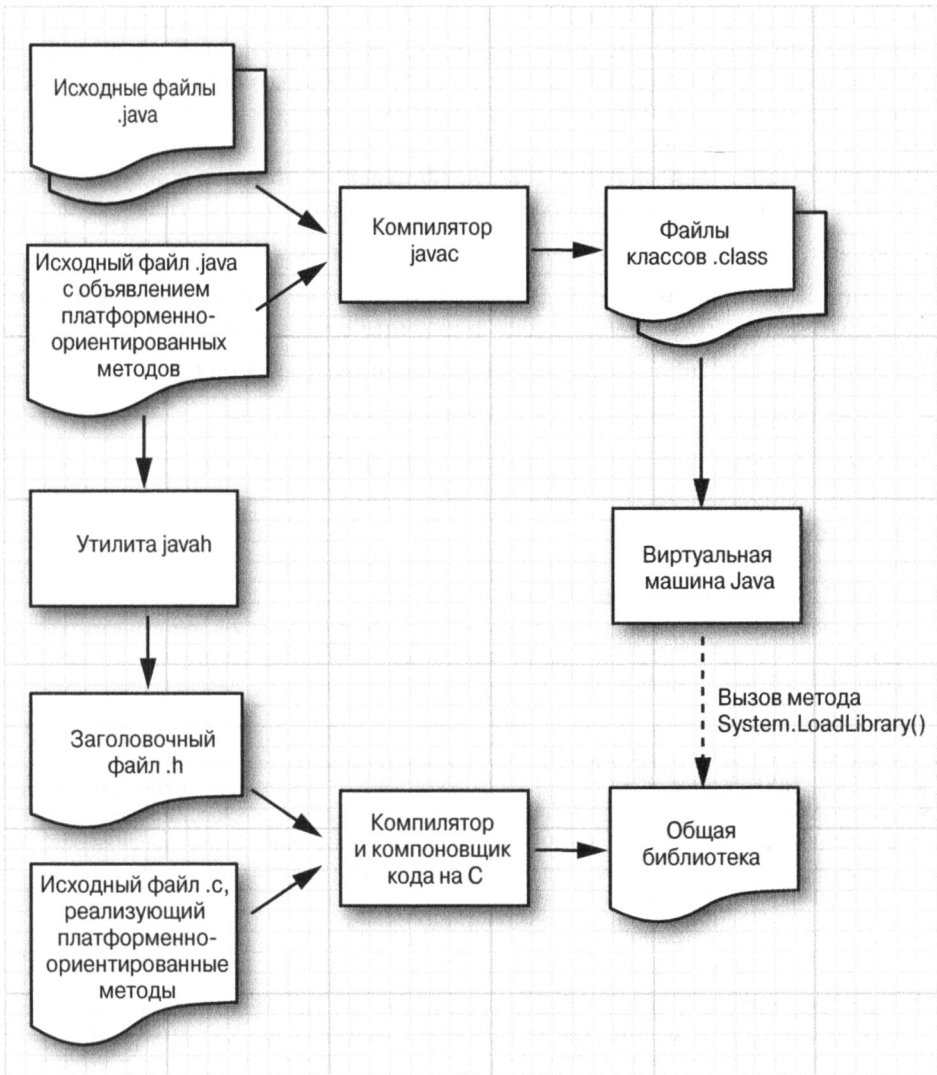 Исходные файлы
.java
Компилятор
javac
Файлы
классов .class
Исходный файл .java
с объявлением
платформенно-
ориентированных
методов
Утилита javah
Виртуальная
машина Java
Вызов метода
System.LoadLibrary()
Заголовочный
файл .h
Компилятор
и компоновщик
кода на C
Общая
библиотека
Исходный файл .c,
реализующий
платформенно-
ориентированные
методы